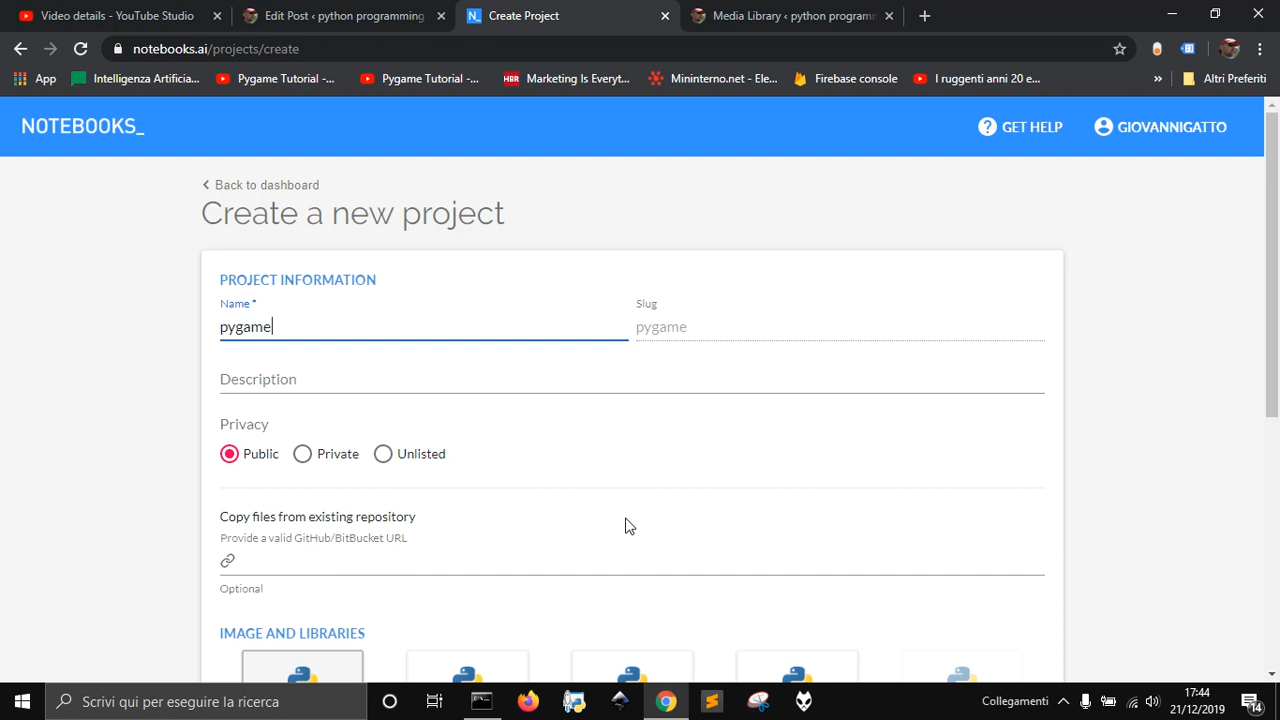 Video details - YouTube Studio
Edit Post ‹ python programming
Create Project
Media Library ‹ python programm
notebooks.ai/projects/create
App
Intelligenza Artificia...
Pygame Tutorial -...
Pygame Tutorial -...
HBR
Marketing Is Everyt...
Mininterno.net - Ele...
Firebase console
I ruggenti anni 20 e...
»
Altri Preferiti
NOTEBOOKS_
GET HELP
GIOVANNIGATTO
Back to dashboard
Create a new project
PROJECT INFORMATION
Name *
Slug
pygame
pygame
Description
Privacy
Public
Private
Unlisted
Copy files from existing repository
Provide a valid GitHub/BitBucket URL
Optional
IMAGE AND LIBRARIES
Scrivi qui per eseguire la ricerca
Collegamenti
17:44
21/12/2019
14